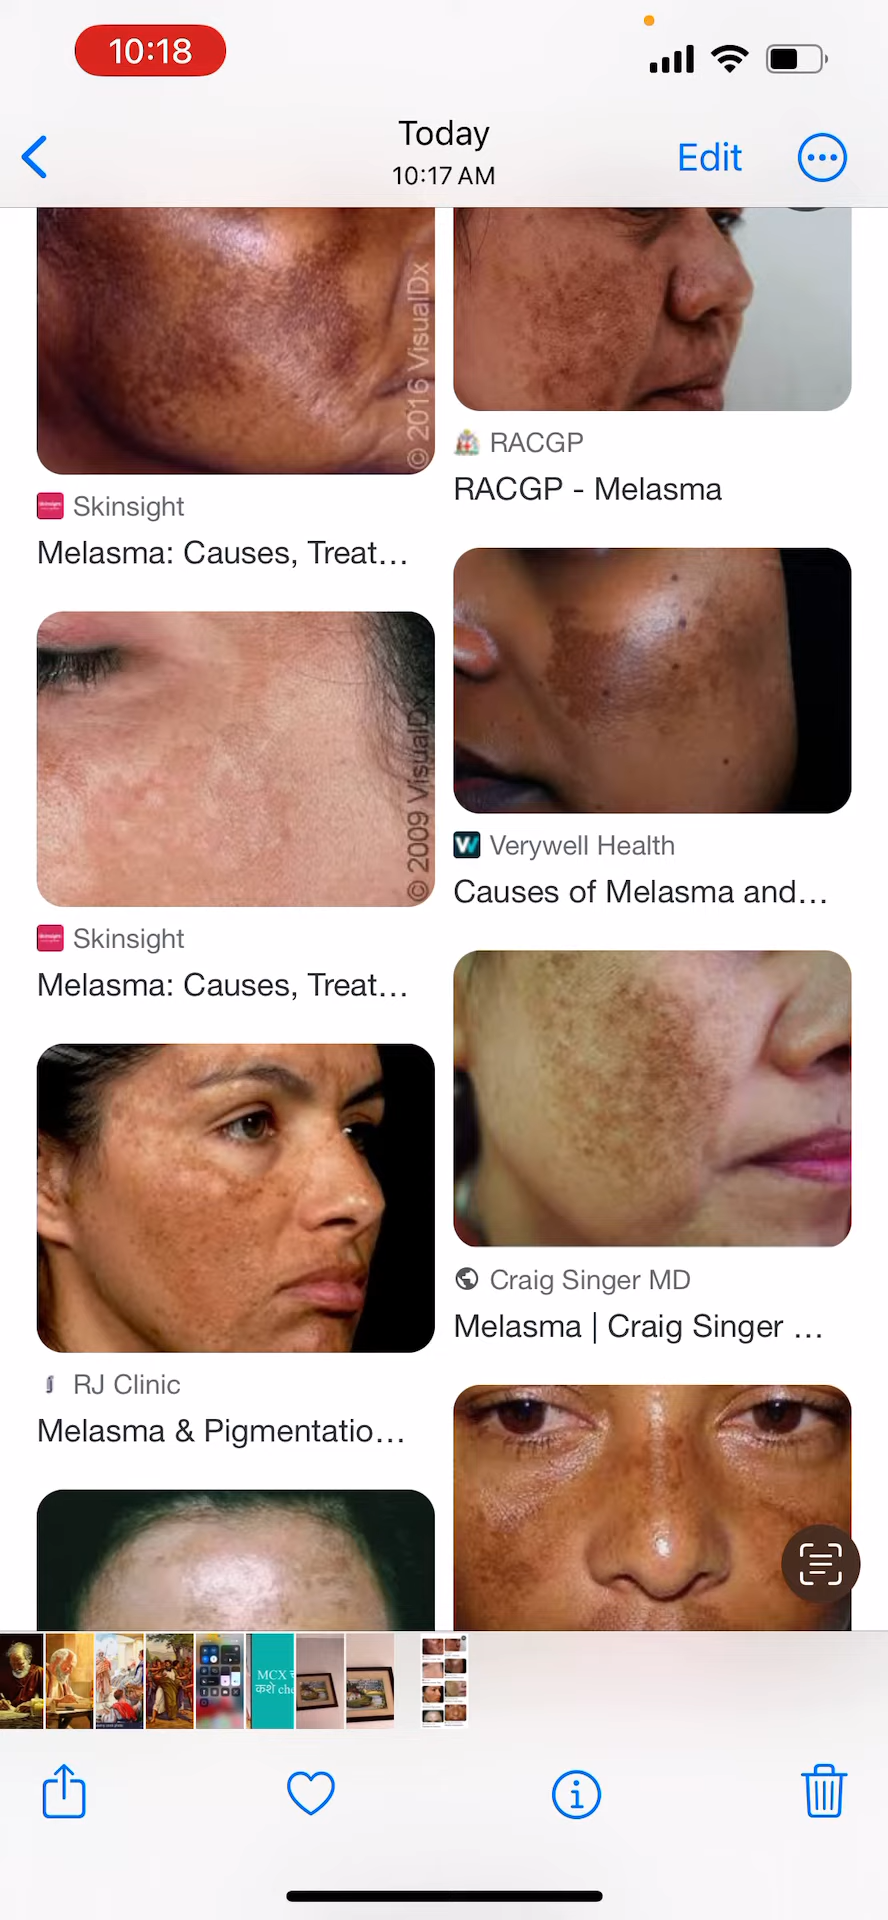 10:18
Today
10:17 AM
Edit
© 2016 VisualDx
RACGP
RACGP - Melasma
Skinsight
Melasma: Causes, Treat...
© 2009 VisualDx
Verywell Health
Causes of Melasma and...
Skinsight
Melasma: Causes, Treat...
Craig Singer MD
Melasma | Craig Singer ...
RJ Clinic
Melasma & Pigmentatio...
MCX
कशे